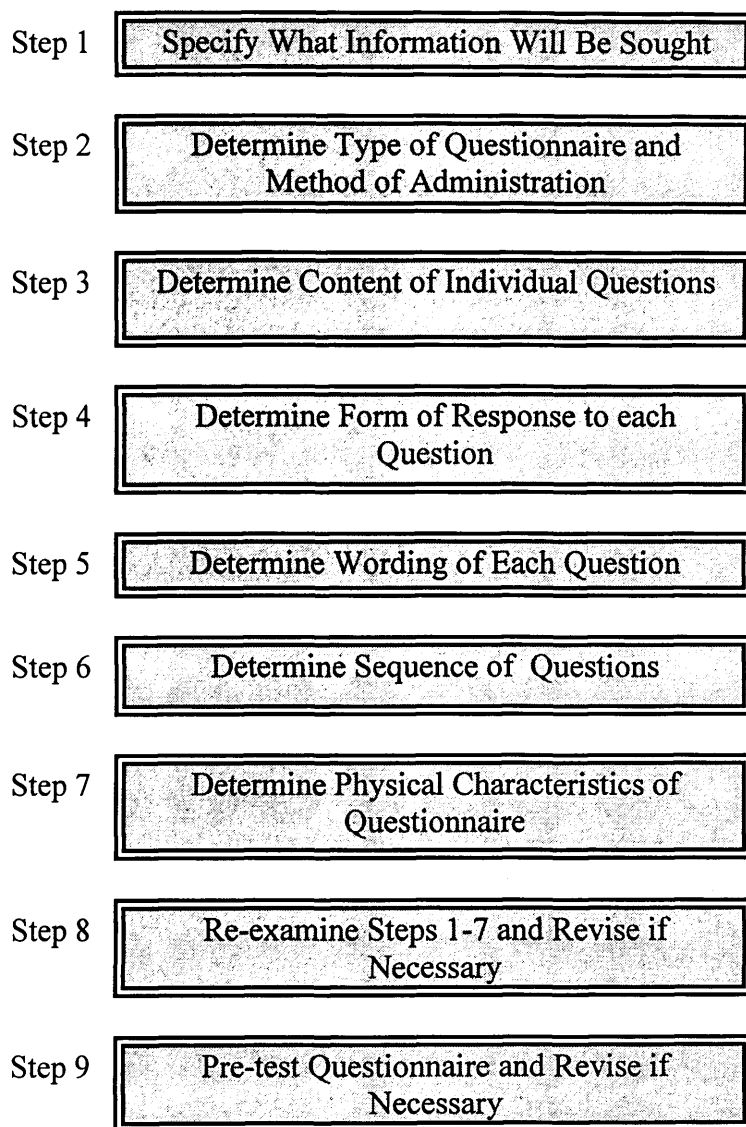 Step 1 Specify What Information Will Be Sought
Step 2 Determine Type of Questionnaire and
Method of Administration
Step 3 Determine Content of Individual Questions
Step 4 Determine Form of Response to each
Question
Step 5 Determine Wording of Each Question
Step 6 Determine Sequence of Questions
Step 7 Determine Physical Characteristics of
Questionnaire
Step 8 Re-examine Steps 1-7 and Revise if
Necessary
Step 9 Pre-test Questionnaire and Revise if
Necessary